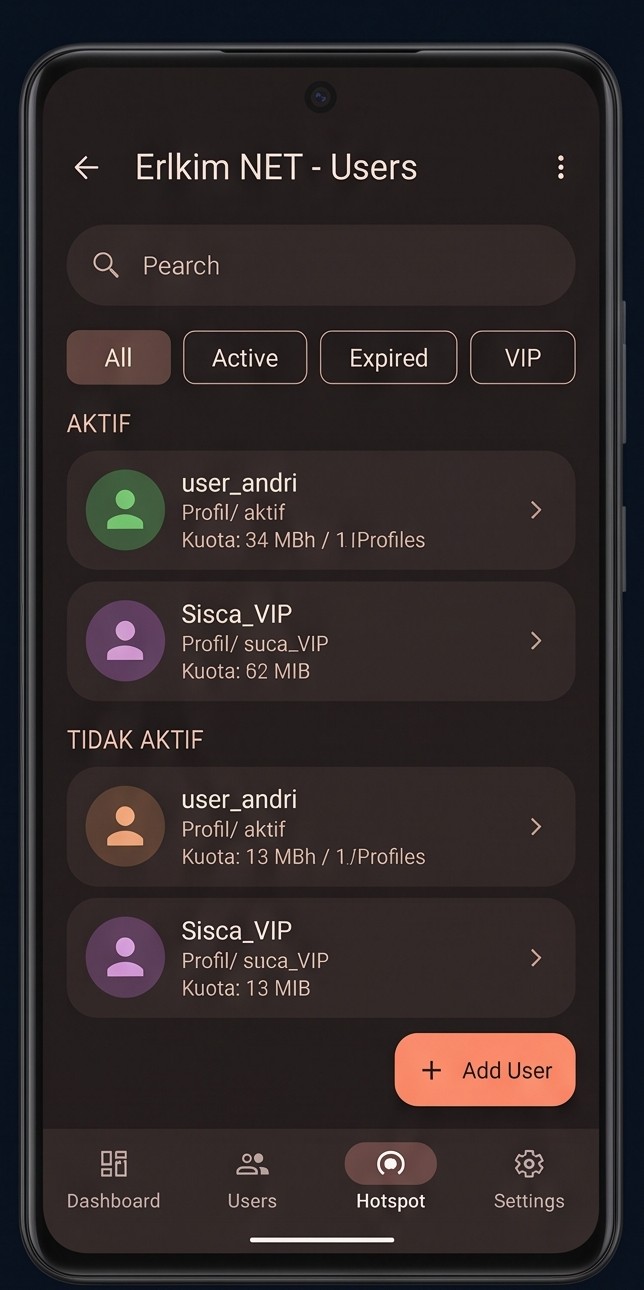 Erlkim NET - Users
Pearch
All
Active
Expired
VIP
AKTIF
user_andri
Profil/ aktif
Kuota: 34 MBh / 1 IProfiles
Sisca_VIP
Profil/ suca_VIP
Kuota: 62 MIB
TIDAK AKTIF
user_andri
Profil/ aktif
Kuota: 13 MBh / 1./Profiles
Sisca_VIP
Profil/ suca_VIP
Kuota: 13 MIB
+ Add User
Dashboard
Users
Hotspot
Settings